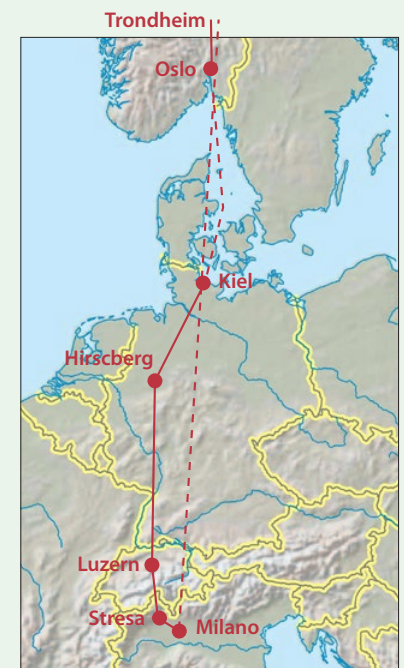 Trondheim
Oslo
Kiel
Hirscberg
Luzern
Stresa
Milano